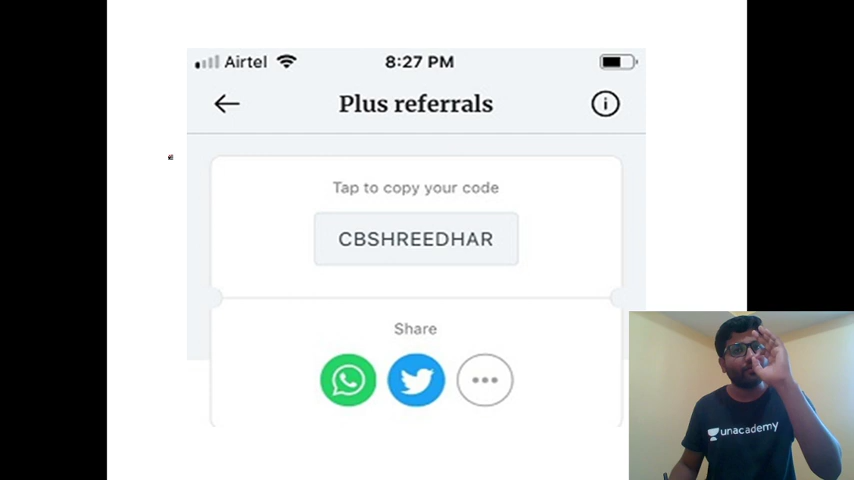 Airtel 8:27 PM
Plus referrals
Tap to copy your code
CBSHREEDHAR
Share
unacademy